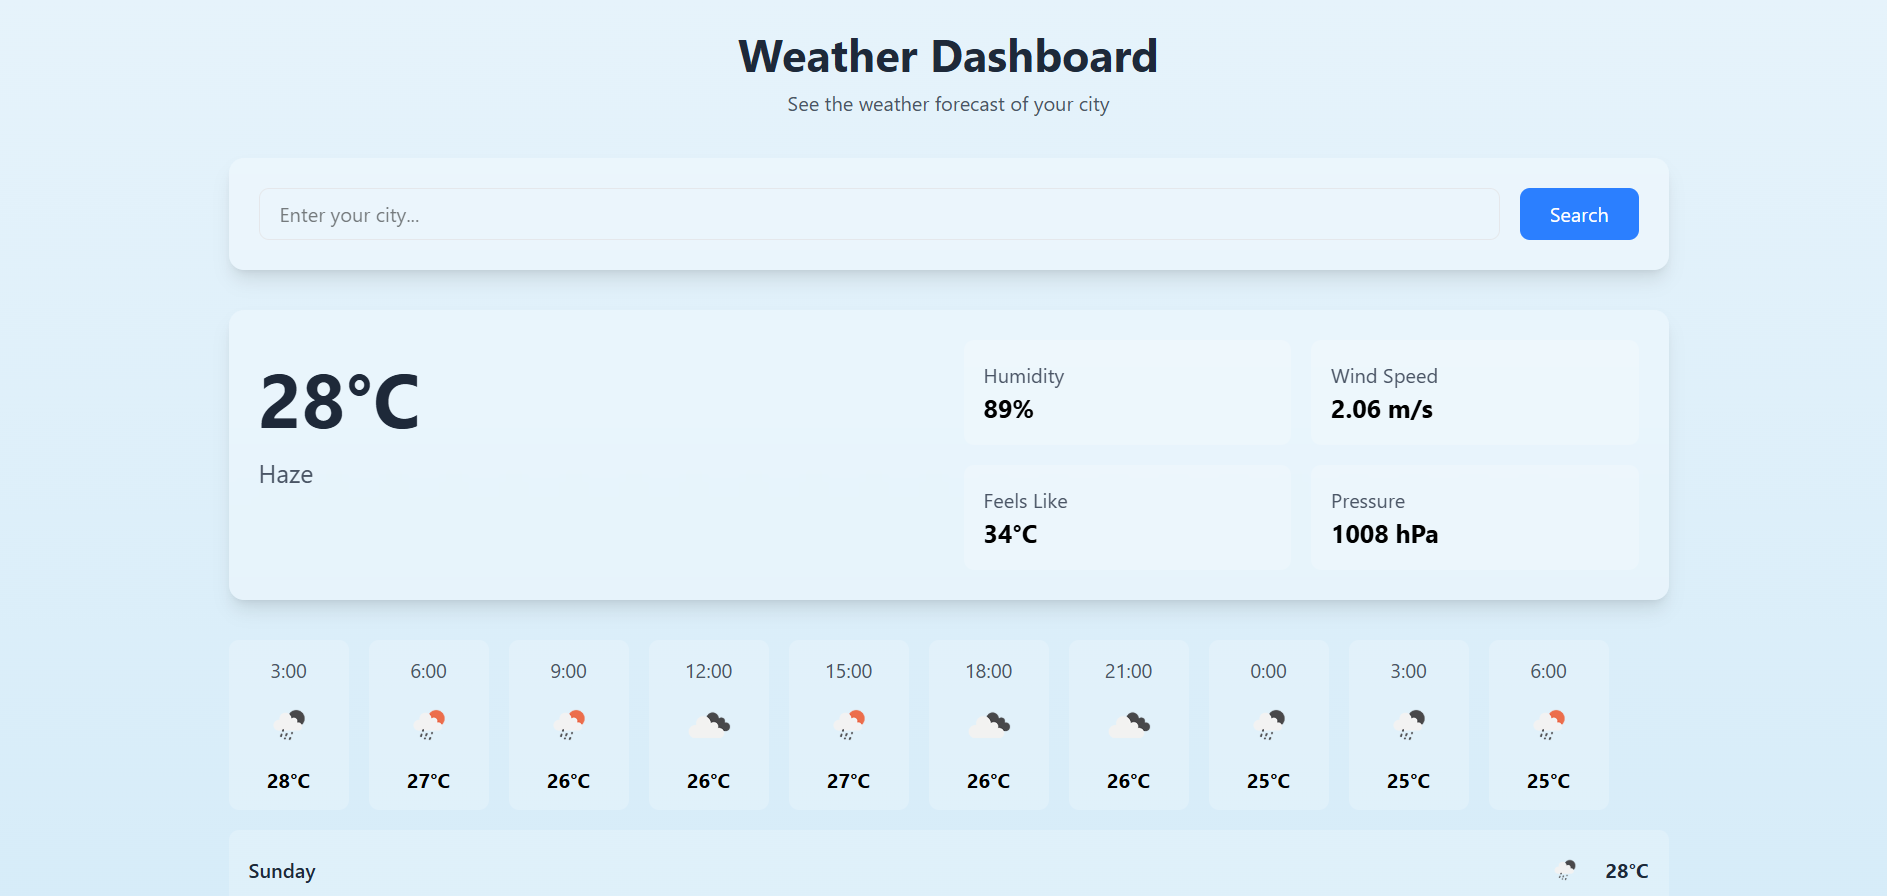 Weather Dashboard
See the weather forecast of your city
Enter your city...
Search
28°C
Haze
Humidity
89%
Wind Speed
2.06 m/s
Feels Like
34°C
Pressure
1008 hPa
3:00
28°C
6:00
27°C
9:00
26°C
12:00
26°C
15:00
27°C
18:00
26°C
21:00
26°C
0:00
25°C
3:00
25°C
6:00
25°C
Sunday
28°C